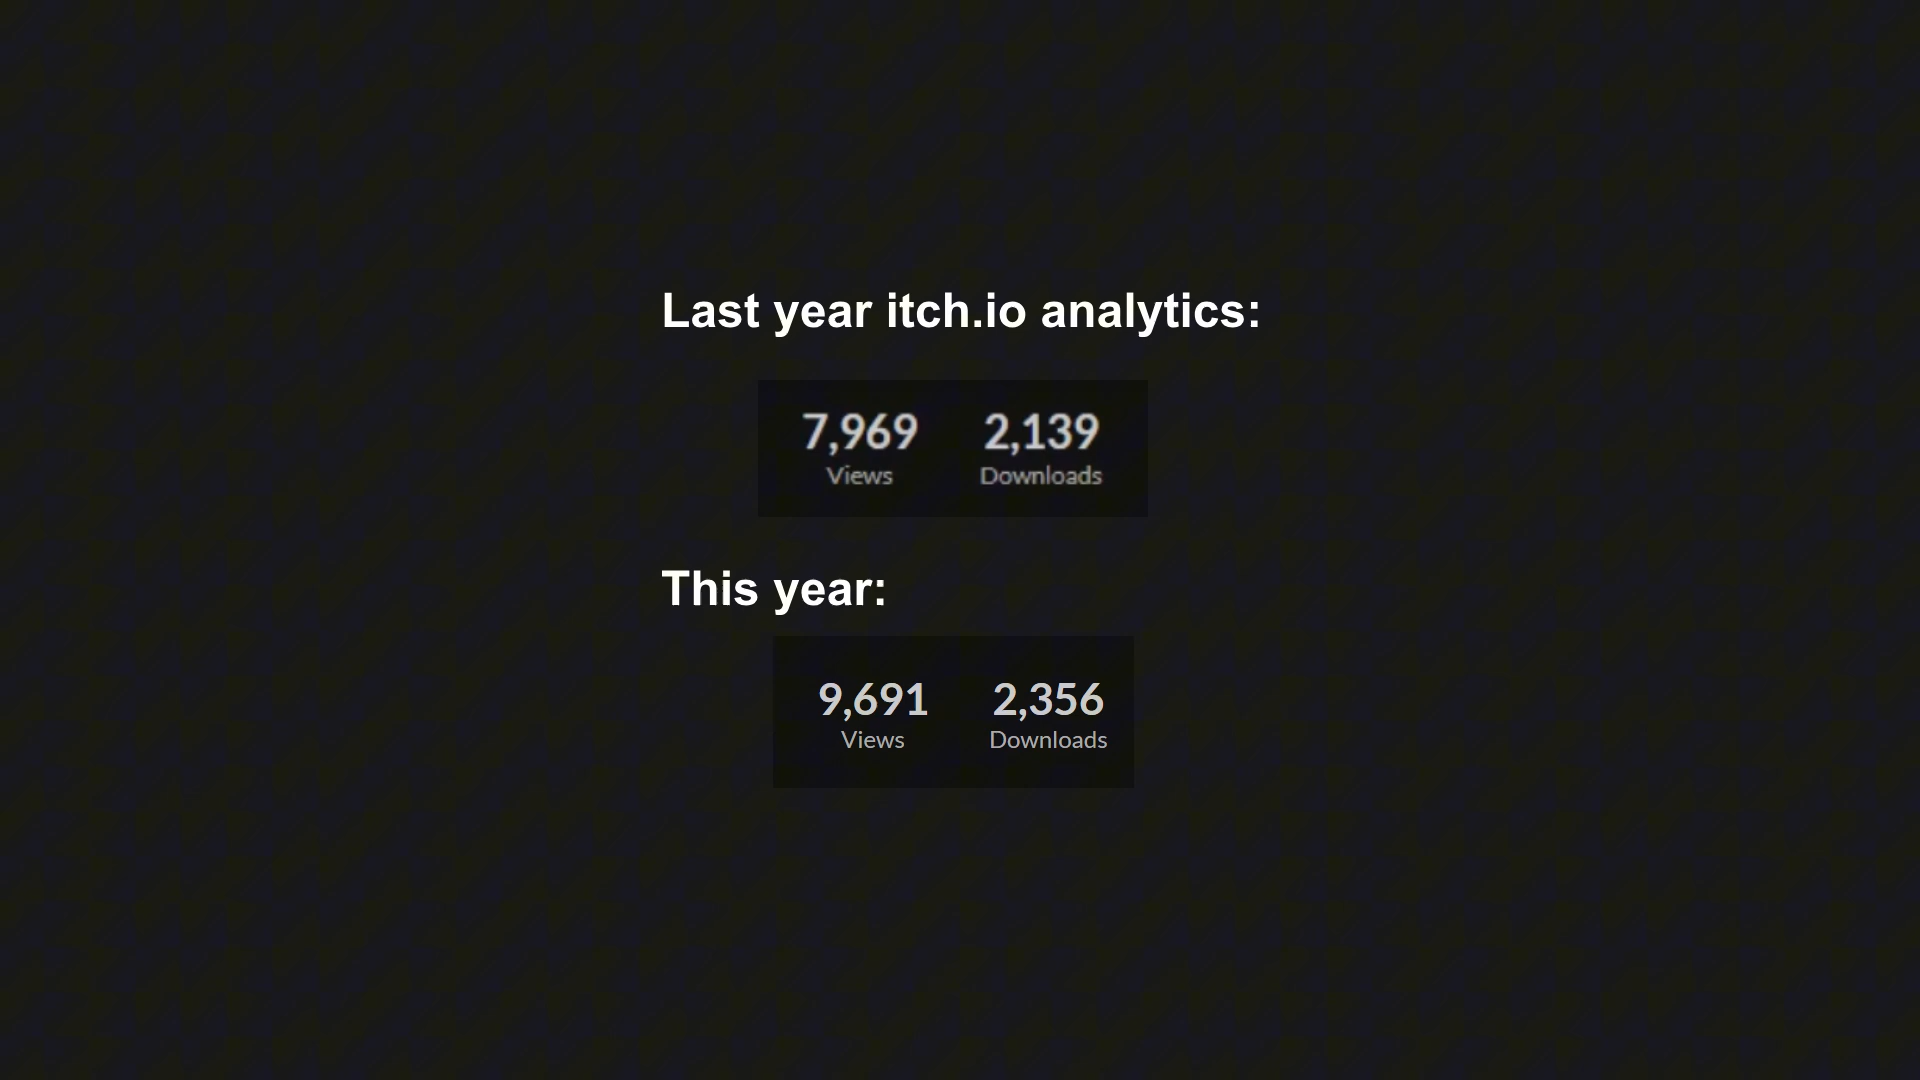 Last year itch.io analytics:
7,969 2,139
Views Downloads
This year:
9,691 2,356
Views Downloads